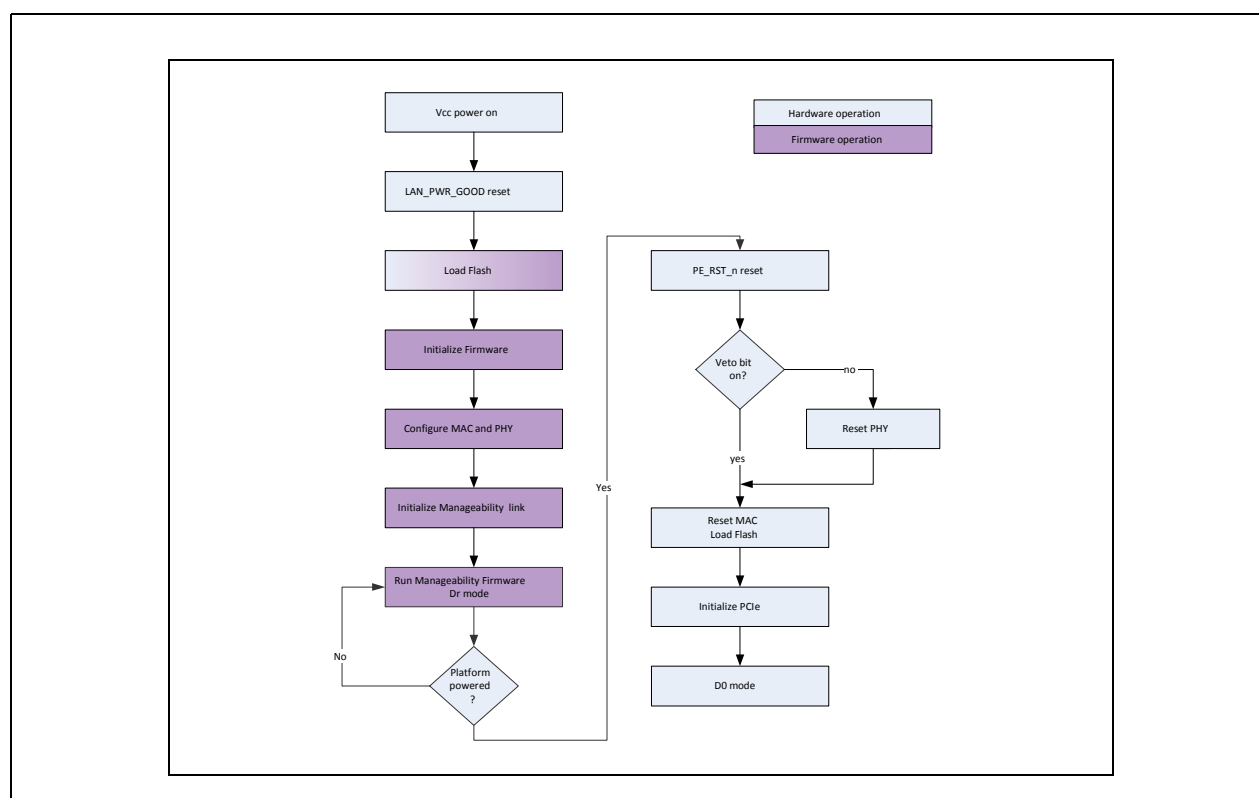 Vcc power on
LAN_PWR_GOOD reset
Load Flash
Initialize Firmware
Configure MAC and PHY
Initialize Manageability link
Run Manageability Firmware
Dr mode
No
Platform
powered
?
Yes
Hardware operation
Firmware operation
PE_RST_n reset
Veto bit
on?
no
Reset PHY
yes
Reset MAC
Load Flash
Initialize PCIe
D0 mode